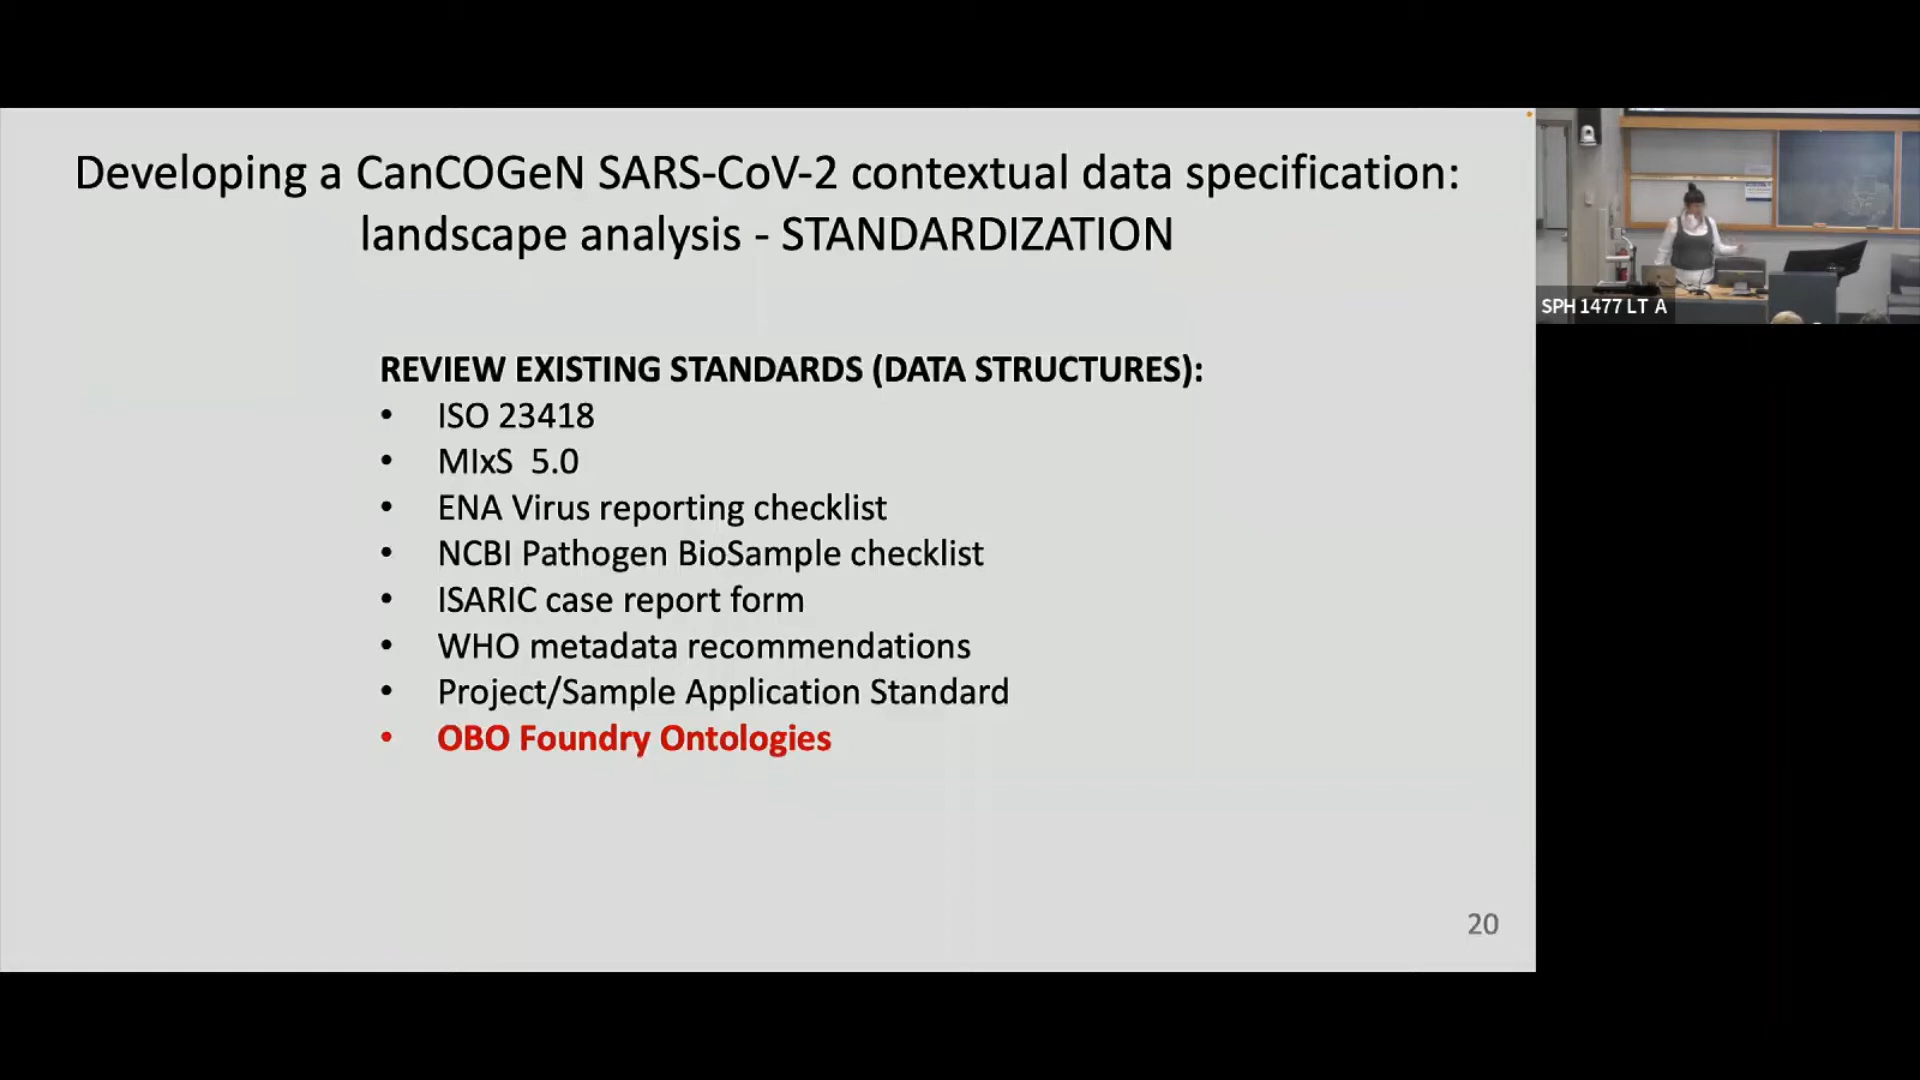 Developing a CanCOGeN SARS-CoV-2 contextual data specification:
landscape analysis - STANDARDIZATION
REVIEW EXISTING STANDARDS (DATA STRUCTURES):
• ISO 23418
• MIxS 5.0
• ENA Virus reporting checklist
• NCBI Pathogen BioSample checklist
• ISARIC case report form
• WHO metadata recommendations
• Project/Sample Application Standard
• OBO Foundry Ontologies
20
SPH 1477 LT A